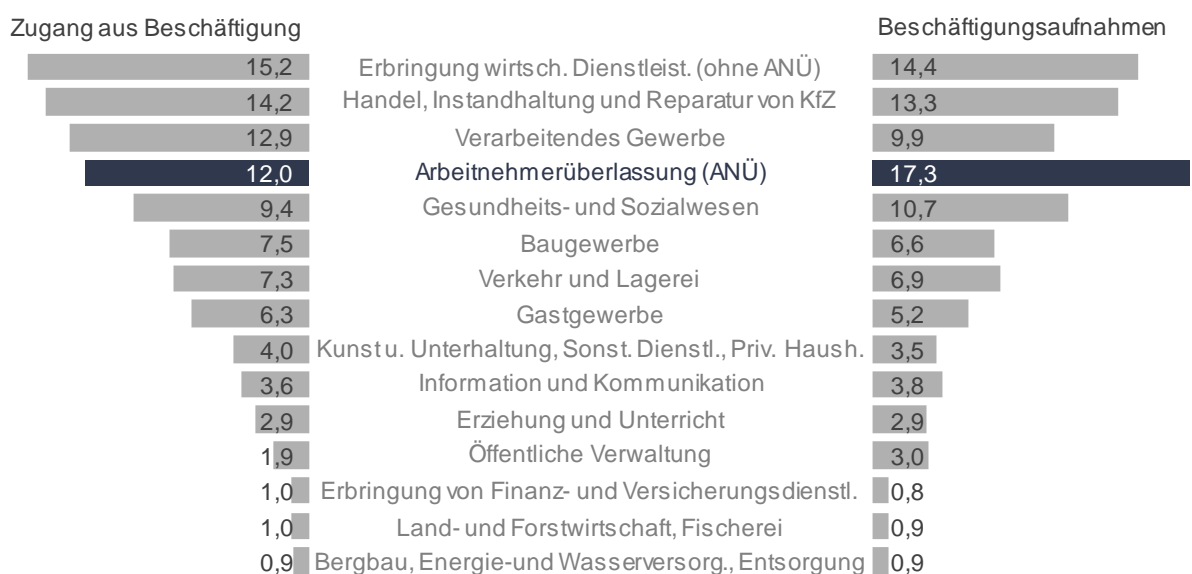 Zugang aus Beschäftigung Beschäftigungsaufnahmen
15,2 Erbringung wirtsch. Dienstleist. (ohne ANÜ) 14,4
14,2 Handel, Instandhaltung und Reparatur von KfZ 13,3
12,9 Verarbeitendes Gewerbe 9,9
12,0 Arbeitnehmerüberlassung (ANÜ) 17,3
9,4 Gesundheits- und Sozialwesen 10,7
7,5 Baugewerbe 6,6
7,3 Verkehr und Lagerei 6,9
6,3 Gastgewerbe 5,2
4,0 Kunst u. Unterhaltung, Sonst. Dienstl., Priv. Haush. 3,5
3,6 Information und Kommunikation 3,8
2,9 Erziehung und Unterricht 2,9
1,9 Öffentliche Verwaltung 3,0
1,0 Erbringung von Finanz- und Versicherungsdienstl. 0,8
1,0 Land- und Forstwirtschaft, Fischerei 0,9
0,9 Bergbau, Energie-und Wasserversorg., Entsorgung 0,9